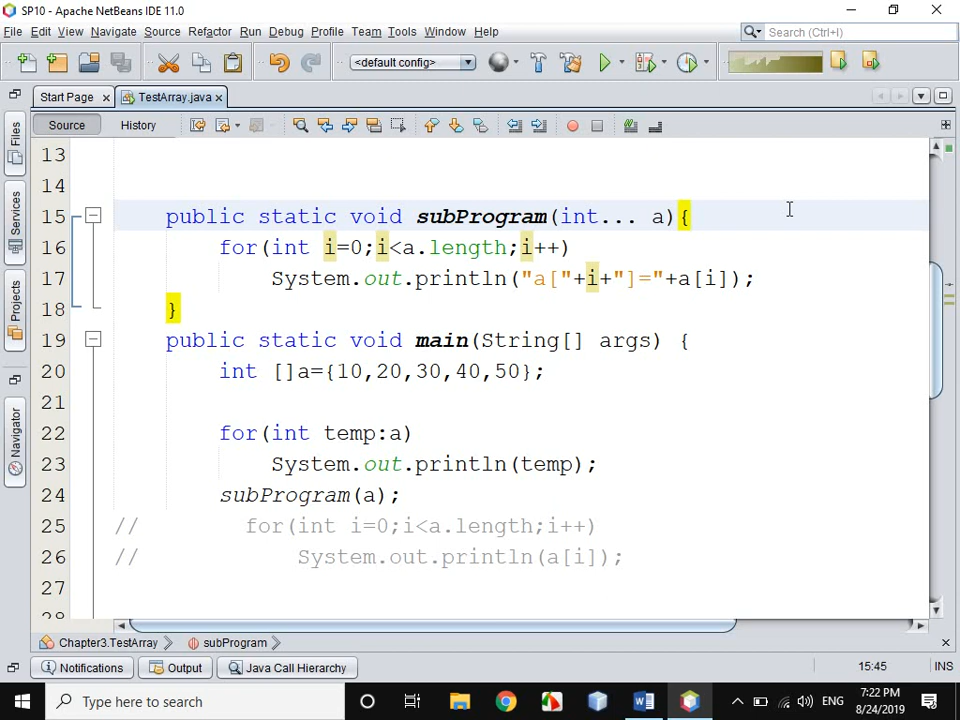 SP10 - Apache NetBeans IDE 11.0
File Edit View Navigate Source Refactor Run Debug Profile Team Tools Window Help
Search (Ctrl+I)
<default config>
Start Page TestArray.java
Source History
Files
Services
Projects
Navigator
13
14
15 public static void subProgram(int... a){
16 for(int i=0;i<a.length;i++)
17 System.out.println("a["+i+"]="+a[i]);
18 }
19 public static void main(String[] args) {
20 int []a={10,20,30,40,50};
21
22 for(int temp:a)
23 System.out.println(temp);
24 subProgram(a);
25 // for(int i=0;i<a.length;i++)
26 // System.out.println(a[i]);
27
28
Chapter3.TestArray subProgram
Notifications Output Java Call Hierarchy
15:45 INS
Type here to search
ENG
7:22 PM
8/24/2019